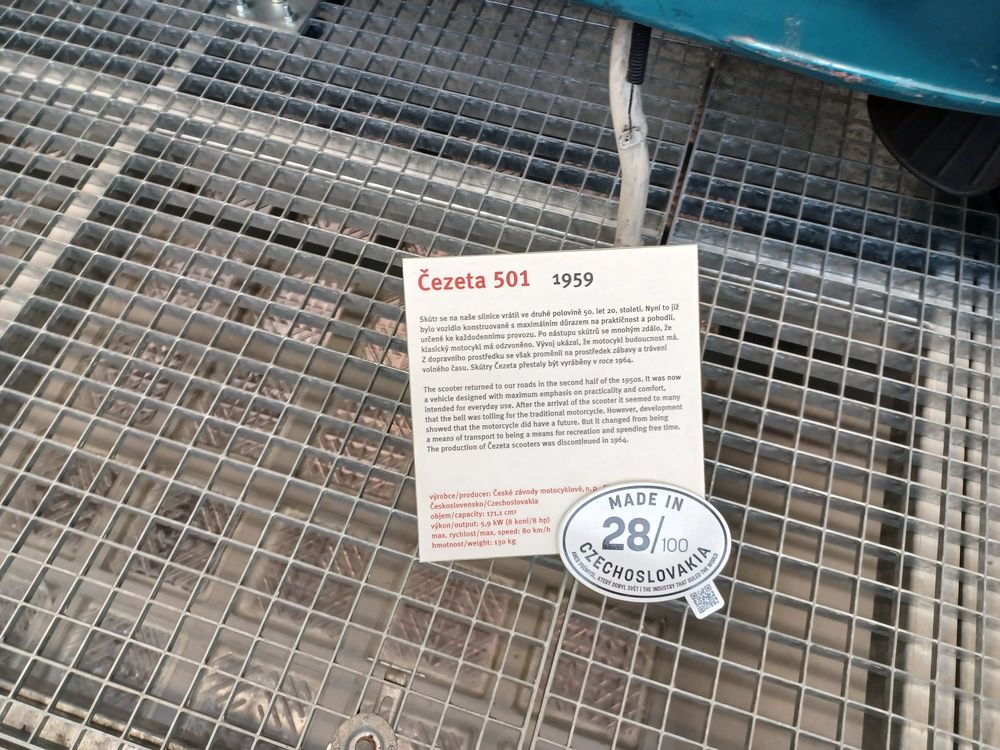 Čezeta 501 1959
Skútr se na naše silnice vrátil ve druhé polovině 50. let 20. století. Nyní to již
bylo vozidlo konstruované s maximálním důrazem na praktičnost a pohodlí,
určené ke každodennímu provozu. Po nástupu skútrů se mnohým zdálo, že
klasický motocykl má odzvoněno. Vývoj ukázal, že motocykl budoucnost má.
Z dopravního prostředku se však proměnil na prostředek zábavy a trávení
volného času. Skútry Čezeta přestaly být vyráběny v roce 1964.
The scooter returned to our roads in the second half of the 1950s. It was now
a vehicle designed with maximum emphasis on practicality and comfort,
intended for everyday use. After the arrival of the scooter it seemed to many
that the bell was tolling for the traditional motorcycle. However, development
showed that the motorcycle did have a future. But it changed from being
a means of transport to being a means for recreation and spending free time.
The production of Čezeta scooters was discontinued in 1964.
výrobce/producer: České závody motocyklové, n. p.
Československo/Czechoslovakia
objem/capacity: 171,1 cm³
výkon/output: 5,9 kW (8 koní/8 hp)
max. rychlost/max. speed: 80 km/h
hmotnost/weight: 130 kg
MADE IN
28/100
CZECHOSLOVAKIA
ANEB PRŮMYSL, KTERÝ DOBYL SVĚT | THE INDUSTRY THAT RULED THE WORLD